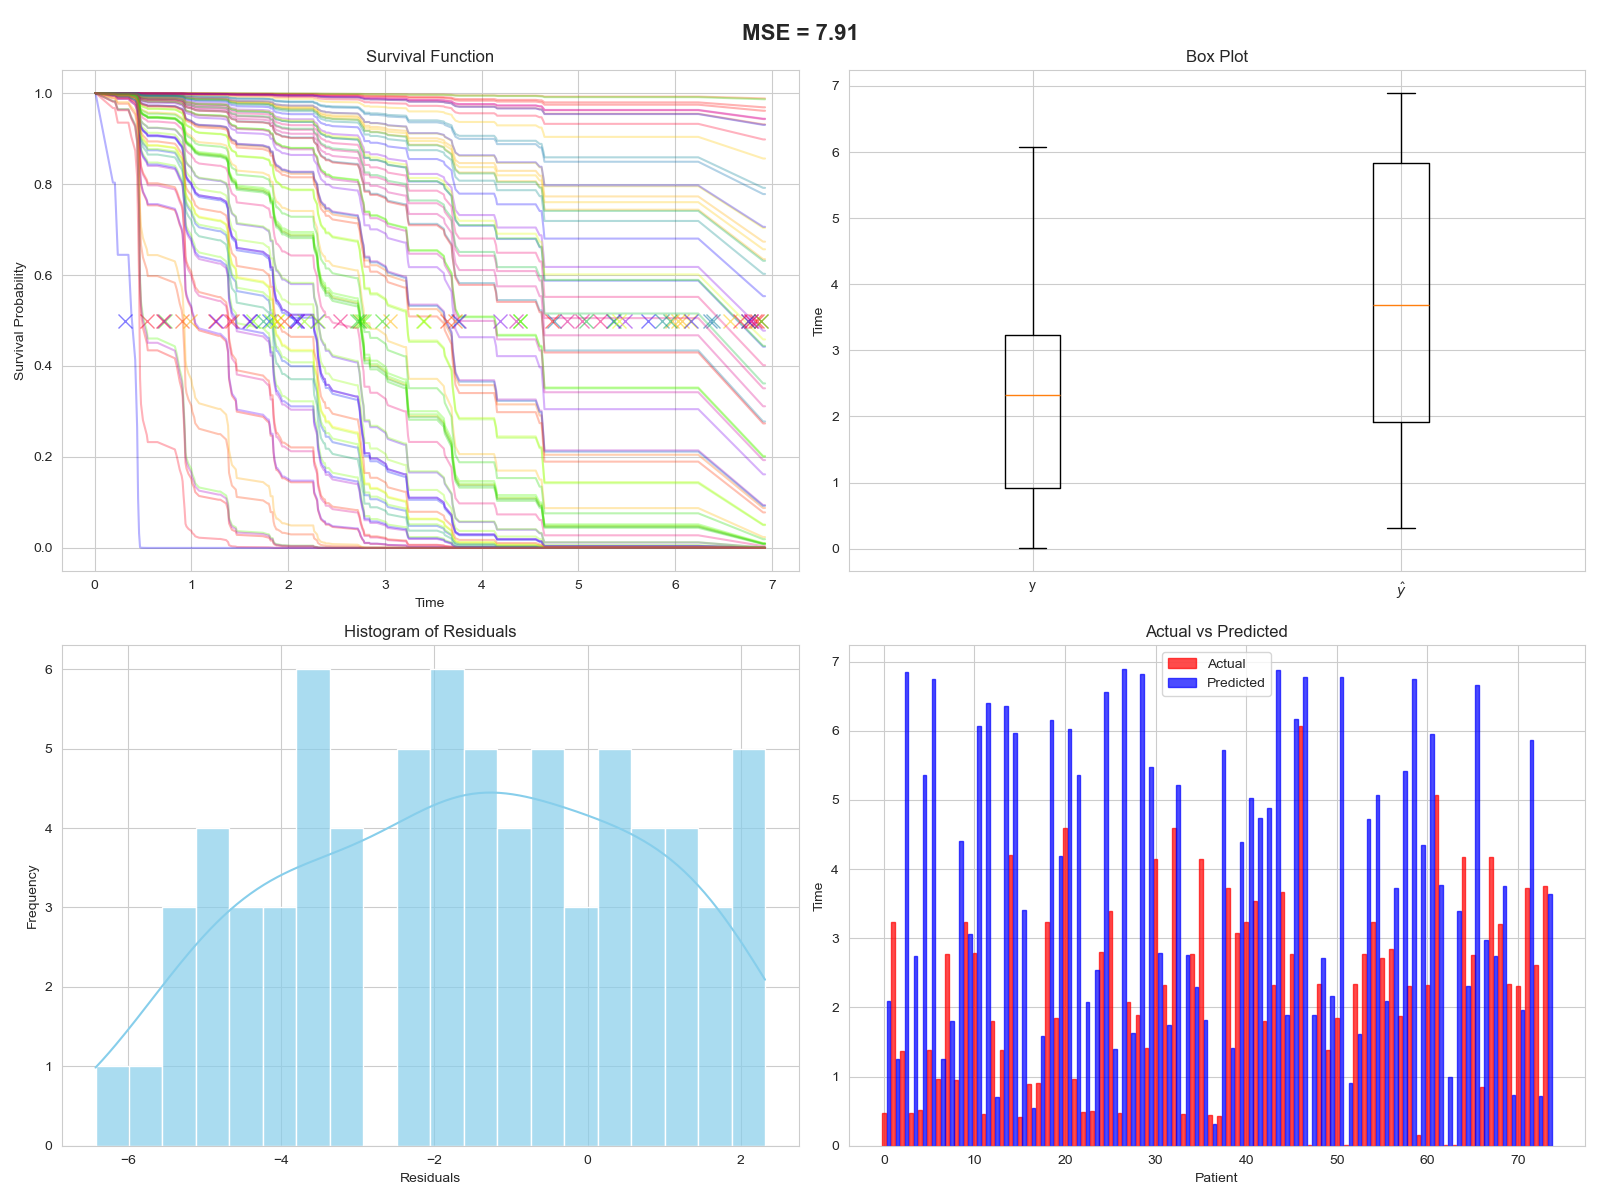 MSE = 7.91
Survival Function
Survival Probability
1.0
0.8
0.6
0.4
0.2
0.0
0 1 2 3 4 5 6 7
Time
Box Plot
Time
7
6
5
4
3
2
1
0
y ŷ
Histogram of Residuals
Frequency
6
5
4
3
2
1
0
−6 −4 −2 0 2
Residuals
Actual vs Predicted
Actual
Predicted
Time
7
6
5
4
3
2
1
0
0 10 20 30 40 50 60 70
Patient